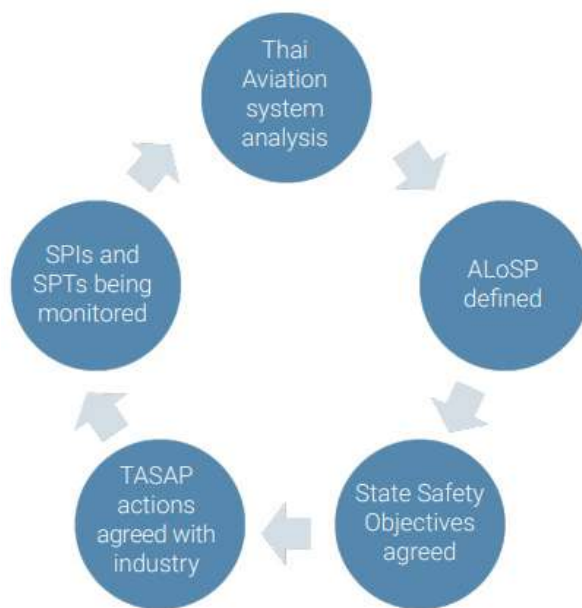 Thai
Aviation
system
analysis
ALoSP
defined
State Safety
Objectives
agreed
TASAP
actions
agreed with
industry
SPIs and
SPTs being
monitored